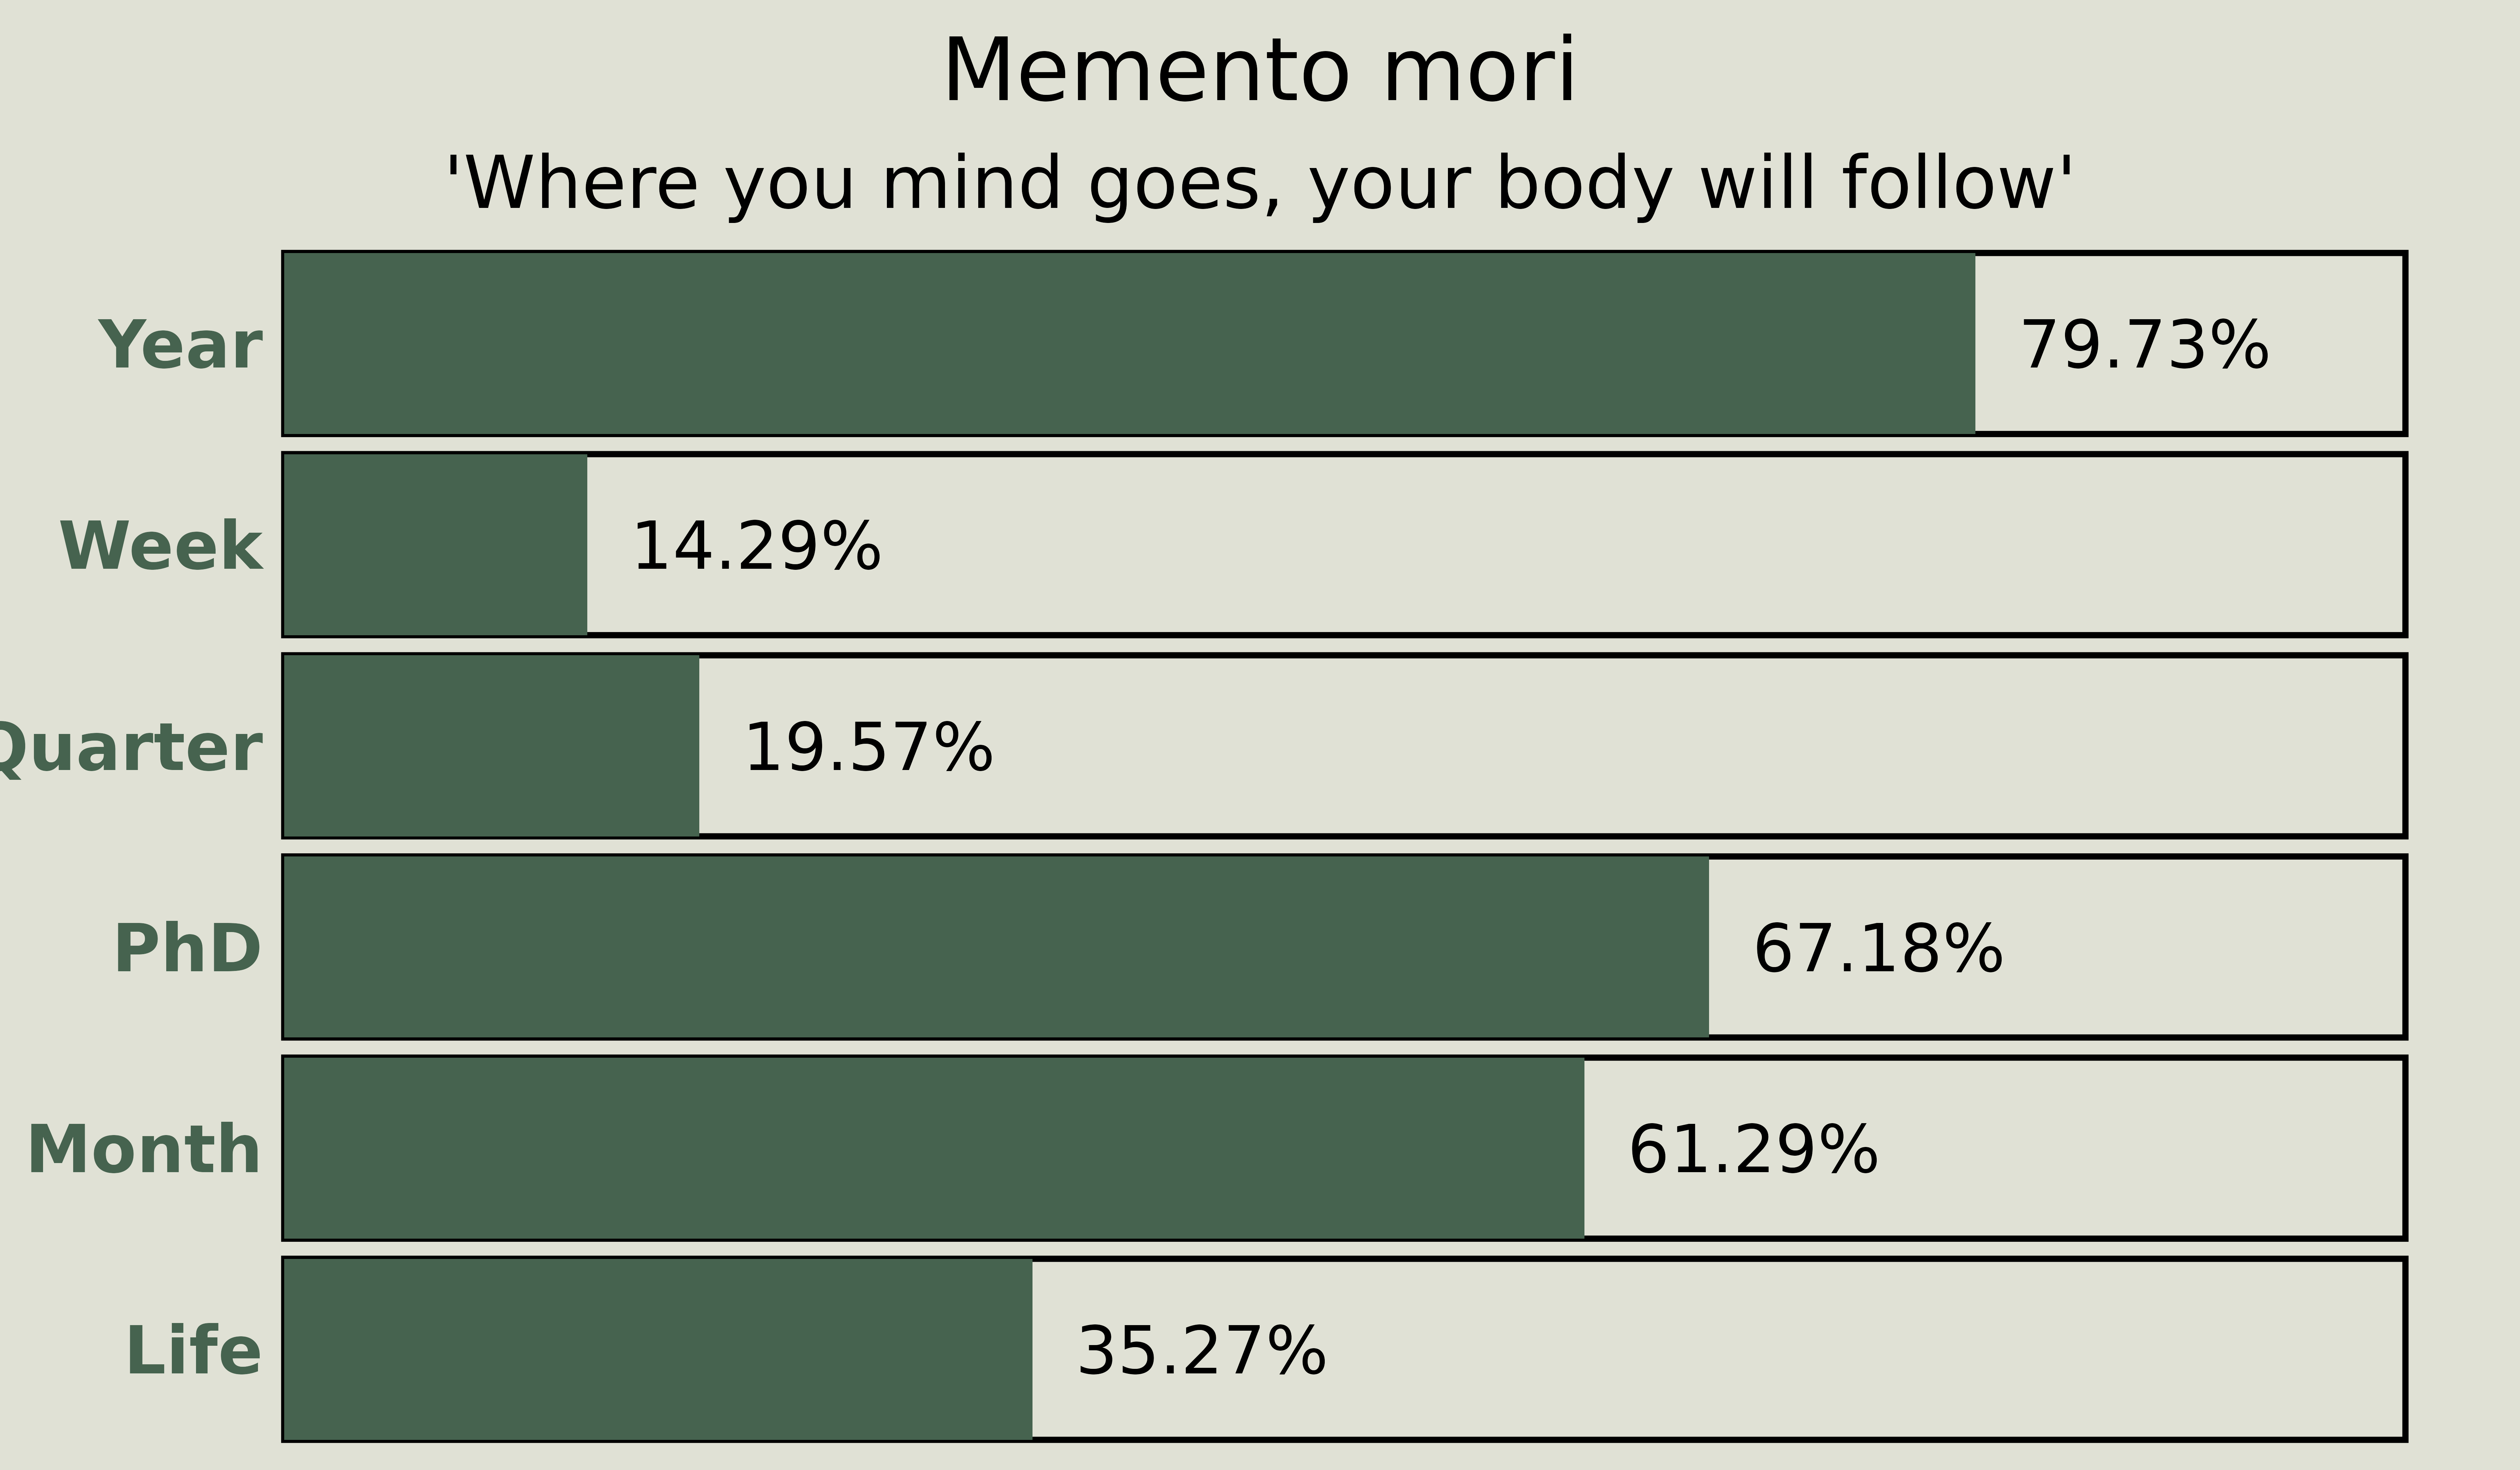 Memento mori
'Where you mind goes, your body will follow'
Year 79.73%
Week 14.29%
Quarter 19.57%
PhD 67.18%
Month 61.29%
Life 35.27%